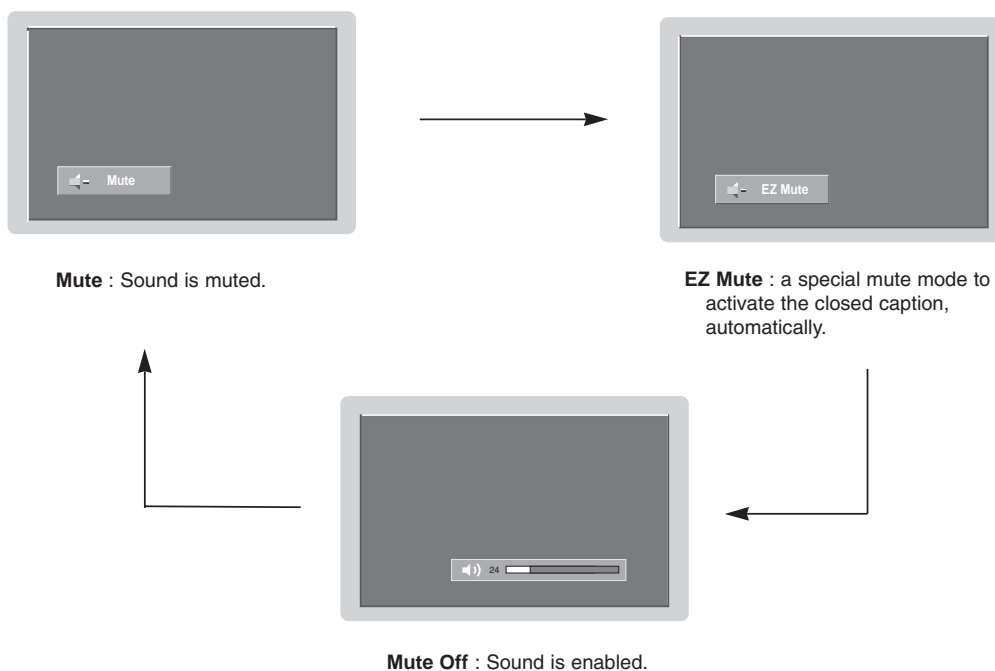 Mute
EZ Mute
Mute : Sound is muted.
EZ Mute : a special mute mode to
activate the closed caption,
automatically.
24
Mute Off : Sound is enabled.